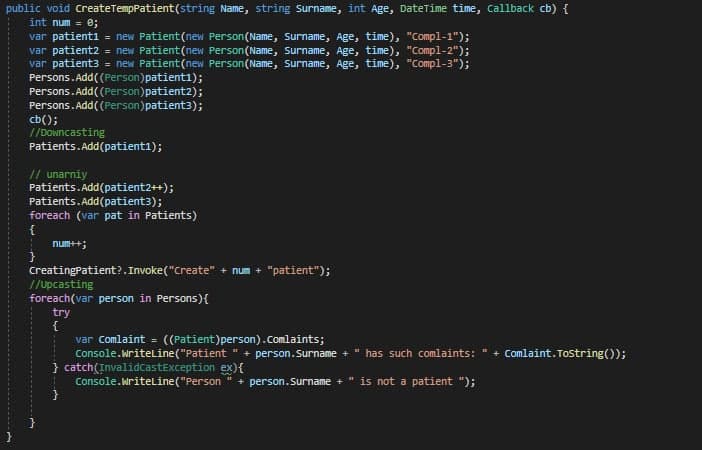 public void CreateTempPatient(string Name, string Surname, int Age, DateTime time, Callback cb) {
int num = 0;
var patient1 = new Patient(new Person(Name, Surname, Age, time), "Compl-1");
var patient2 = new Patient(new Person(Name, Surname, Age, time), "Compl-2");
var patient3 = new Patient(new Person(Name, Surname, Age, time), "Compl-3");
Persons.Add((Person)patient1);
Persons.Add((Person)patient2);
Persons.Add((Person)patient3);
cb();
//Downcasting
Patients.Add(patient1);
// unarniy
Patients.Add(patient2++);
Patients.Add(patient3);
foreach (var pat in Patients)
{
num++;
}
CreatingPatient?.Invoke("Create" + num + "patient");
//Upcasting
foreach(var person in Persons){
try
{
var Comlaint = ((Patient)person).Comlaints;
Console.WriteLine("Patient " + person.Surname + " has such comlaints: " + Comlaint.ToString());
} catch(InvalidCastException ex){
Console.WriteLine("Person " + person.Surname + " is not a patient ");
}
}
}